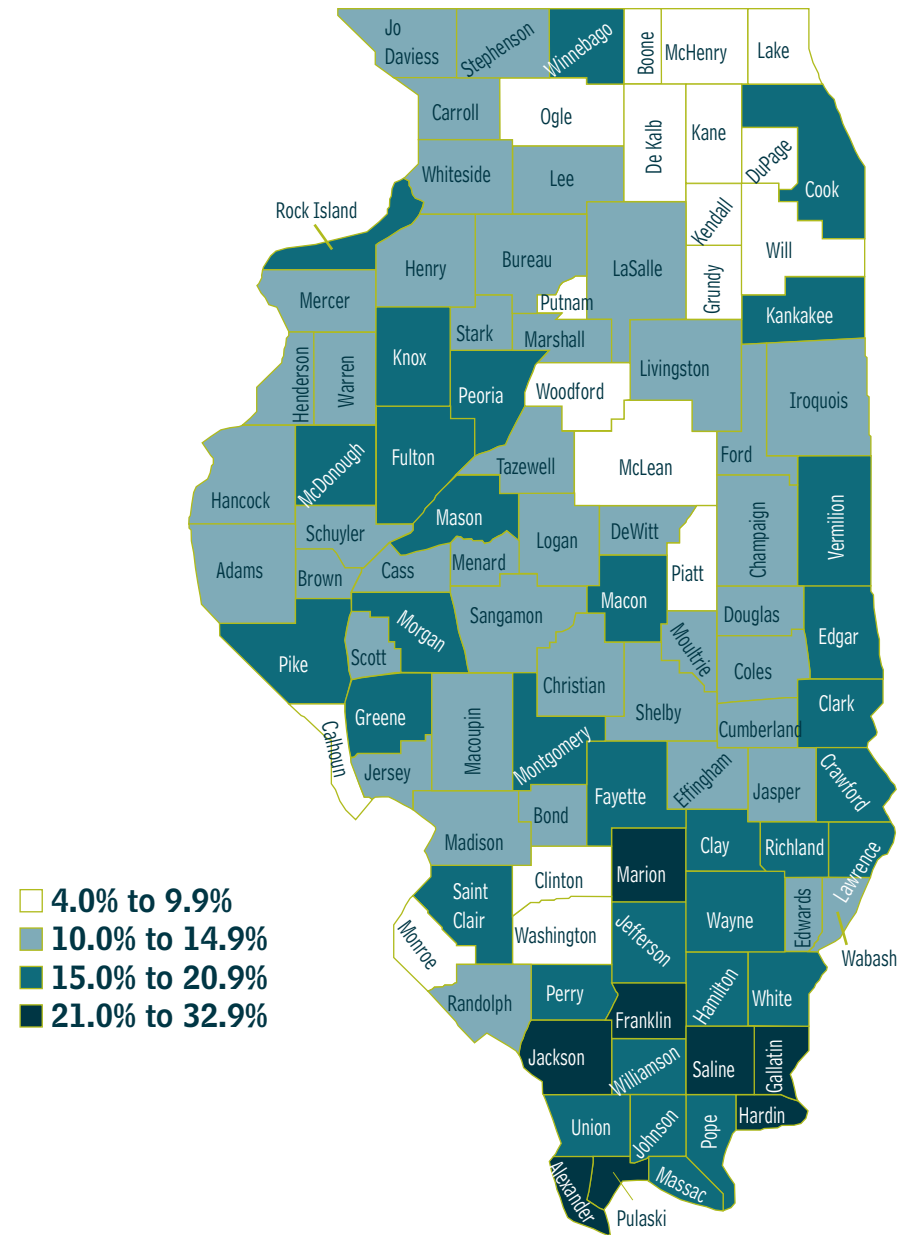 Jo
Daviess
Stephenson
Winnebago
Boone
McHenry
Lake
Carroll
Ogle
De Kalb
Kane
DuPage
Cook
Whiteside
Lee
Kendall
Rock Island
Will
Henry
Bureau
LaSalle
Grundy
Mercer
Putnam
Kankakee
Stark
Marshall
Knox
Henderson
Warren
Peoria
Woodford
Livingston
Iroquois
Fulton
McDonough
Tazewell
McLean
Ford
Hancock
Mason
Schuyler
Logan
DeWitt
Champaign
Vermilion
Adams
Brown
Cass
Menard
Piatt
Macon
Morgan
Sangamon
Douglas
Moultrie
Edgar
Pike
Scott
Christian
Coles
Shelby
Greene
Macoupin
Clark
Cumberland
Calhoun
Jersey
Montgomery
Effingham
Jasper
Crawford
Fayette
Bond
Madison
Clay
Richland
Lawrence
Marion
Clinton
Saint
Clair
4.0% to 9.9%
10.0% to 14.9%
15.0% to 20.9%
21.0% to 32.9%
Monroe
Washington
Jefferson
Wayne
Edwards
Wabash
Randolph
Perry
Hamilton
White
Franklin
Jackson
Williamson
Saline
Gallatin
Hardin
Union
Johnson
Pope
Alexander
Massac
Pulaski